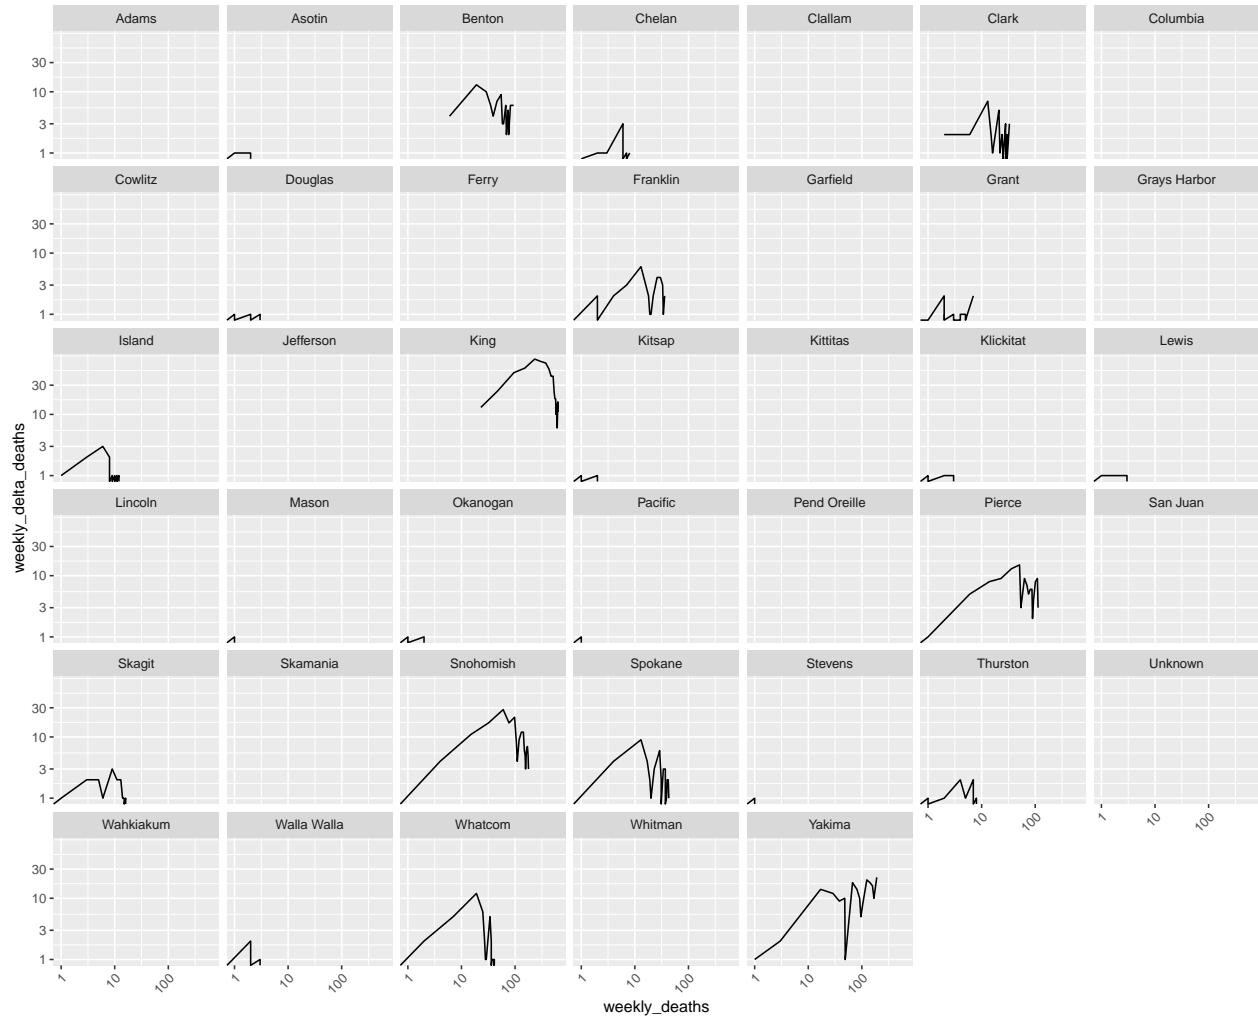 Adams Asotin Benton Chelan Clallam Clark Columbia
30
10
3
1
Cowlitz Douglas Ferry Franklin Garfield Grant Grays Harbor
30
10
3
1
Island Jefferson King Kitsap Kittitas Klickitat Lewis
30
10
3
1
weekly_delta_deaths
Lincoln Mason Okanogan Pacific Pend Oreille Pierce San Juan
30
10
3
1
Skagit Skamania Snohomish Spokane Stevens Thurston Unknown
30
10
3
1
1 10 100 1 10 100
Wahkiakum Walla Walla Whatcom Whitman Yakima
30
10
3
1
1 10 100 1 10 100 1 10 100 1 10 100 1 10 100
weekly_deaths